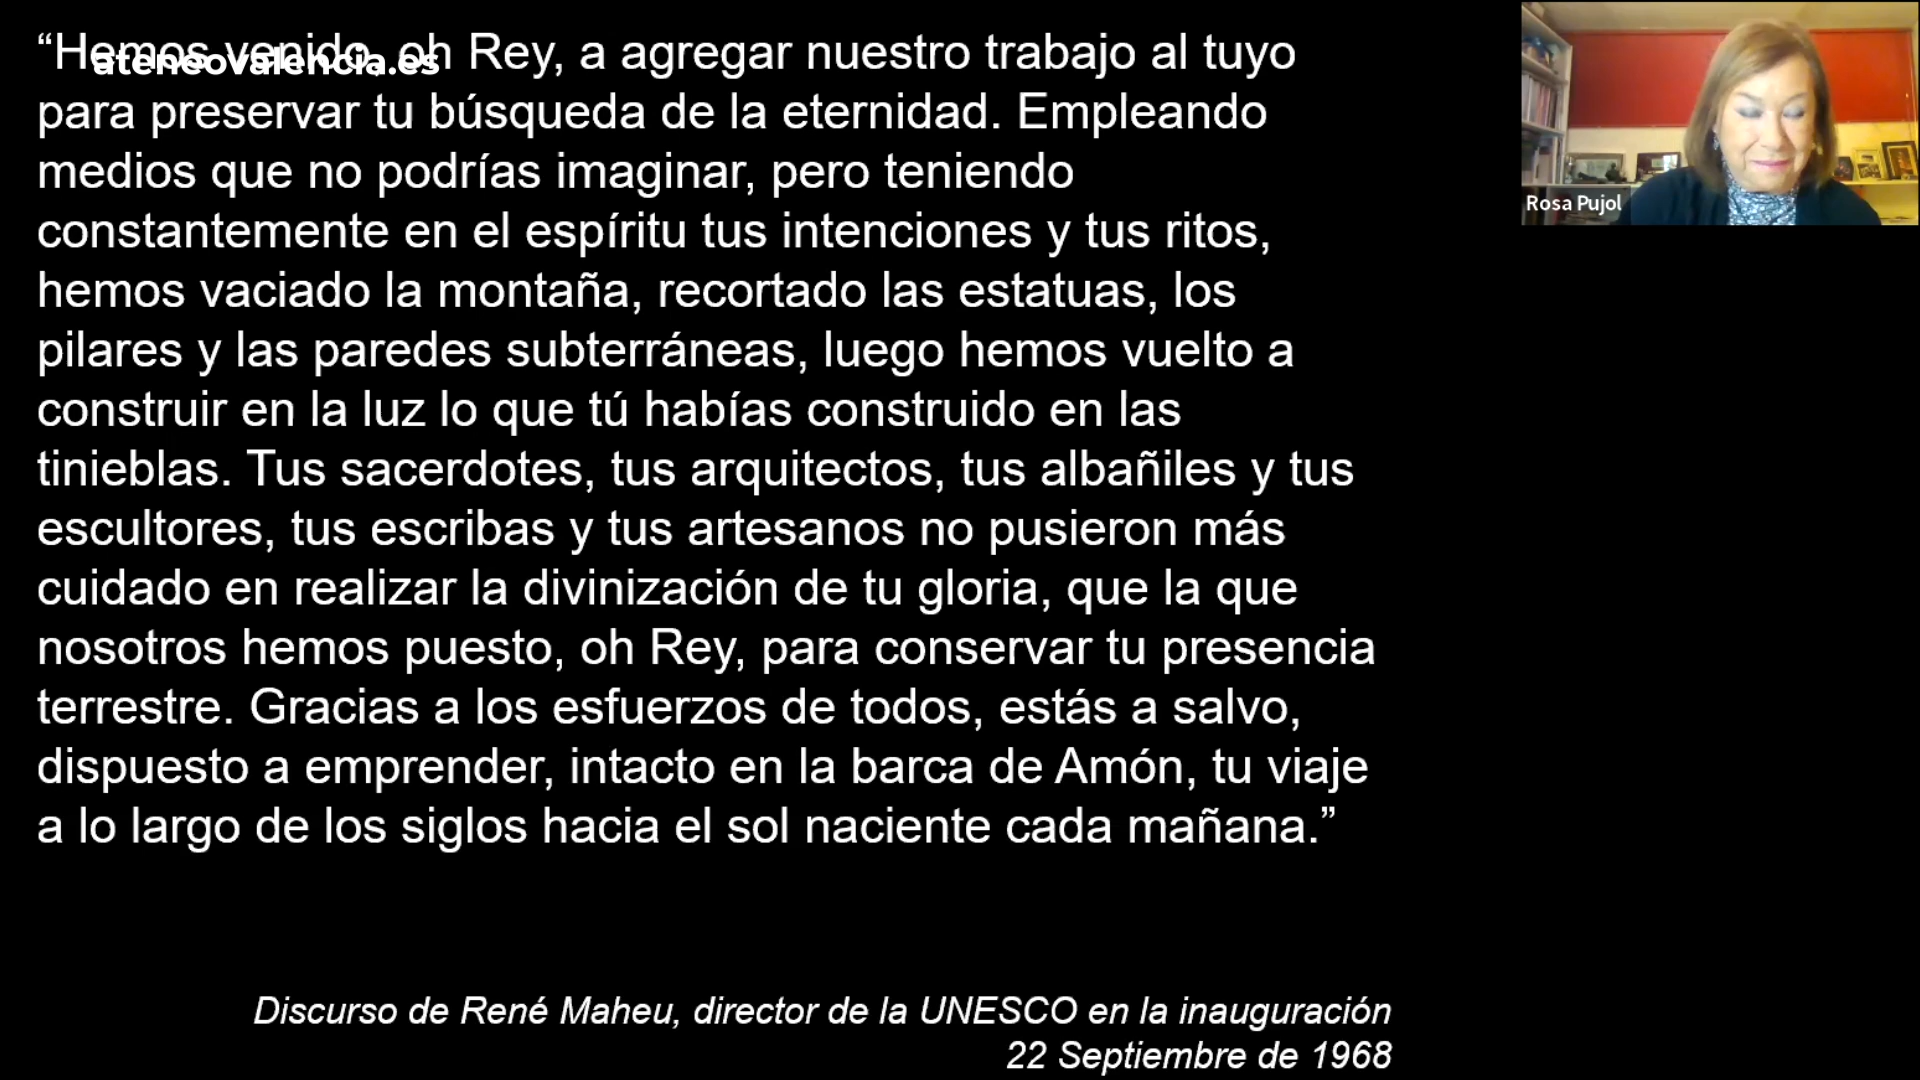 “Hemos venido, oh Rey, a agregar nuestro trabajo al tuyo
ateneovalencia.es
para preservar tu búsqueda de la eternidad. Empleando
medios que no podrías imaginar, pero teniendo
constantemente en el espíritu tus intenciones y tus ritos,
hemos vaciado la montaña, recortado las estatuas, los
pilares y las paredes subterráneas, luego hemos vuelto a
construir en la luz lo que tú habías construido en las
tinieblas. Tus sacerdotes, tus arquitectos, tus albañiles y tus
escultores, tus escribas y tus artesanos no pusieron más
cuidado en realizar la divinización de tu gloria, que la que
nosotros hemos puesto, oh Rey, para conservar tu presencia
terrestre. Gracias a los esfuerzos de todos, estás a salvo,
dispuesto a emprender, intacto en la barca de Amón, tu viaje
a lo largo de los siglos hacia el sol naciente cada mañana.”
Discurso de René Maheu, director de la UNESCO en la inauguración
22 Septiembre de 1968
Rosa Pujol